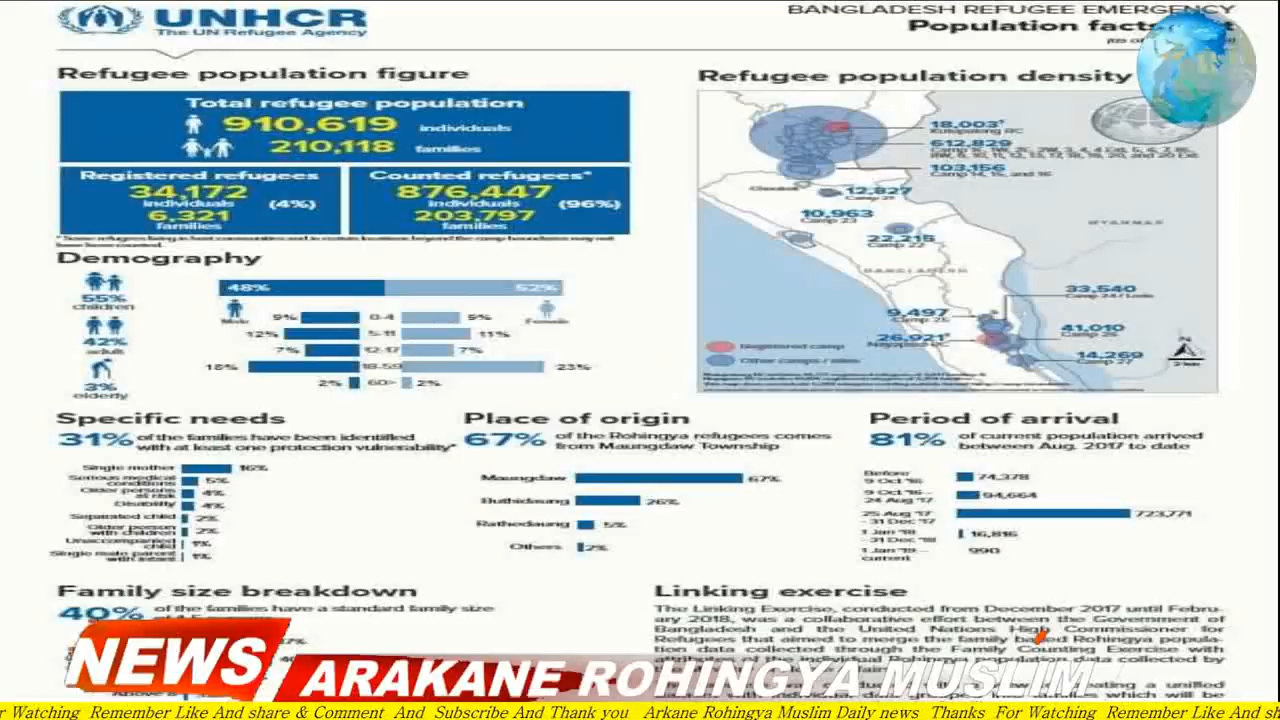 UNHCR
The UN Refugee Agency
BANGLADESH REFUGEE EMERGENCY
Population
Refugee population figure
Total refugee population
910,619 individuals
210,118 families
Registered refugees
34,172
individuals (4%)
6,321
families
Counted refugees*
876,447
individuals (96%)
203,797
families
Demography
55%
children
42%
adult
3%
elderly
48% 52%
Male Female
9% 0-4 9%
12% 5-11 11%
7% 12-17 7%
18% 18-59 23%
2% 60> 2%
Refugee population density
18,003
Kutupalong RC
612,829
103,156
Camp 14, 15, and 16
12,827
Camp 21
10,963
Camp 23
22,215
Camp 22
MYANMAR
BANGLADESH
33,540
9,497
Camp 25
41,010
Camp 26
26,921
Nayapara RC
14,269
Camp 27
Registered camp
Other camps / sites
N
Specific needs
31% of the families have been identified
with at least one protection vulnerability*
Single mother 16%
Serious medical
conditions 5%
Older persons
at risk 4%
Disability 4%
Separated child 2%
Older person
with children 2%
Unaccompanied
child 1%
Single male parent
with infant 1%
Place of origin
67% of the Rohingya refugees comes
from Maungdaw Township
Maungdaw 67%
Buthidaung 26%
Rathedaung 5%
Others 2%
Period of arrival
81% of current population arrived
between Aug. 2017 to date
Before
9 Oct '16 74,378
9 Oct '16 -
24 Aug '17 94,664
25 Aug '17
- 31 Dec '17 723,771
1 Jan '18
- 31 Dec '18 16,816
1 Jan '19 -
current 990
Family size breakdown
40% of the families have a standard family size
Linking exercise
The Linking Exercise, conducted from December 2017 until Febru-
ary 2018, was a collaborative effort between the Government of
Bangladesh and the United Nations High Commissioner for
Refugees that aimed to merge the family based Rohingya popula-
tion data collected through the Family Counting Exercise with
NEWS
ARAKANE ROHINGYA MUSLİM
r Watching Remember Like And share & Comment And Subscribe And Thank you Arkane Rohingya Muslim Daily news Thanks For Watching Remember Like And sh